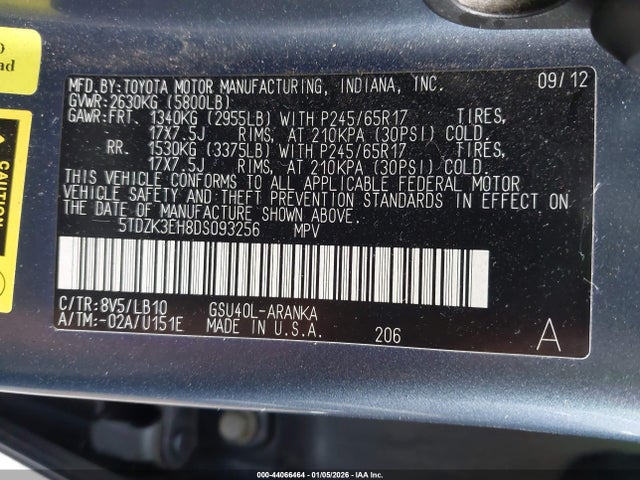 MFD.BY:TOYOTA MOTOR MANUFACTURING, INDIANA, INC. 09/12
GVWR:2630KG (5800LB)
GAWR:FRT. 1340KG (2955LB) WITH P245/65R17 TIRES,
17X7.5J RIMS, AT 210KPA (30PSI) COLD.
RR. 1530KG (3375LB) WITH P245/65R17 TIRES,
17X7.5J RIMS, AT 210KPA (30PSI) COLD.
THIS VEHICLE CONFORMS TO ALL APPLICABLE FEDERAL MOTOR
VEHICLE SAFETY AND THEFT PREVENTION STANDARDS IN EFFECT ON
THE DATE OF MANUFACTURE SHOWN ABOVE.
5TDZK3EH8DS093256 MPV
C/TR:8V5/LB10 GSU40L-ARANKA
A/TM:-02A/U151E MADE IN U.S.A. 206 A
CAUTION
000-44066464 - 01/05/2026 - IAA Inc.